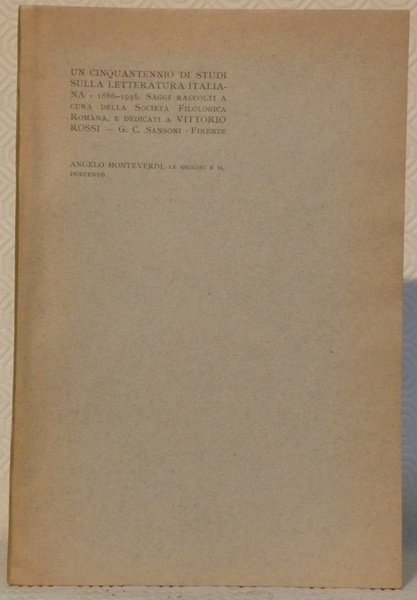 UN CINQUANTENNIO DI STUDI
SULLA LETTERATURA ITALIA-
NA - 1886-1936. SAGGI RACCOLTI A
CURA DELLA SOCIETÀ FILOLOGICA
ROMANA, E DEDICATI A VITTORIO
ROSSI — G. C. SANSONI - FIRENZE
ANGELO MONTEVERDI, LE ORIGINI E IL
DUECENTO.